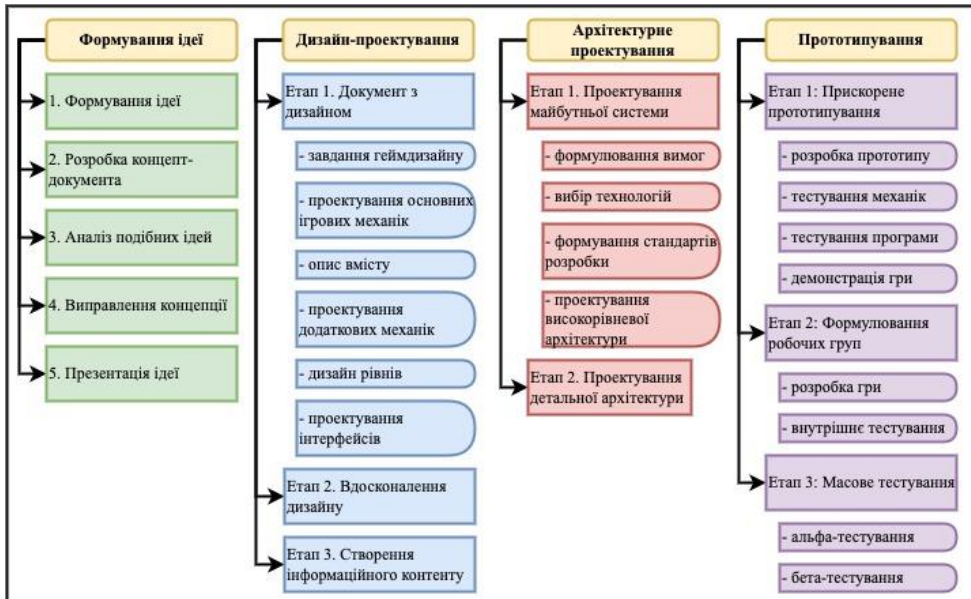 Формування ідеї
1. Формування ідеї
2. Розробка концепт-
документа
3. Аналіз подібних ідей
4. Виправлення концепції
5. Презентація ідеї
Дизайн-проектування
Етап 1. Документ з
дизайном
- завдання геймдизайну
- проектування основних
ігрових механік
- опис вмісту
- проектування
додаткових механік
- дизайн рівнів
- проектування
інтерфейсів
Етап 2. Вдосконалення
дизайну
Етап 3. Створення
інформаційного контенту
Архітектурне
проектування
Етап 1. Проектування
майбутньої системи
- формулювання вимог
- вибір технологій
- формування стандартів
розробки
- проектування
високорівневої
архітектури
Етап 2. Проектування
детальної архітектури
Прототипування
Етап 1: Прискорене
прототипування
- розробка прототипу
- тестування механік
- тестування програми
- демонстрація гри
Етап 2: Формулювання
робочих груп
- розробка гри
- внутрішнє тестування
Етап 3: Масове тестування
- альфа-тестування
- бета-тестування